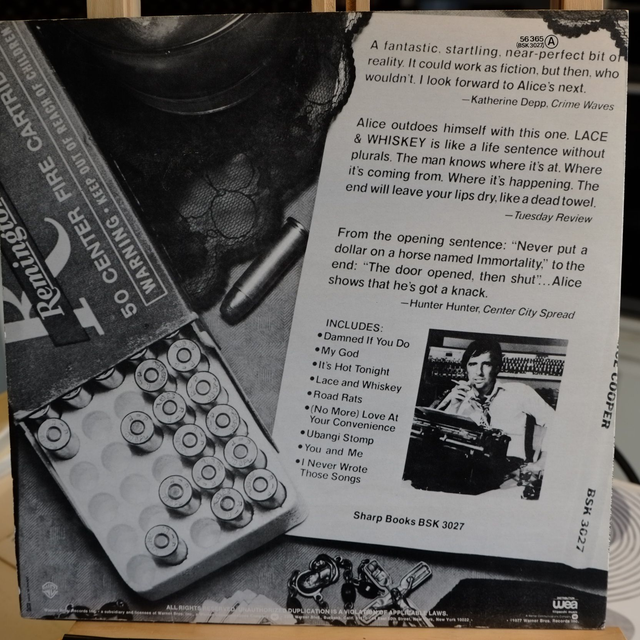 56 365 A
(BSK 3027)
A fantastic, startling, near-perfect bit of
reality. It could work as fiction, but then, who
wouldn't. I look forward to Alice's next.
—Katherine Depp, Crime Waves
Alice outdoes himself with this one. LACE
& WHISKEY is like a life sentence without
plurals. The man knows where it's at. Where
it's coming from. Where it's happening. The
end will leave your lips dry, like a dead towel.
—Tuesday Review
From the opening sentence: "Never put a
dollar on a horse named Immortality," to the
end: "The door opened, then shut"...Alice
shows that he's got a knack.
—Hunter Hunter, Center City Spread
INCLUDES:
•Damned If You Do
•My God
•It's Hot Tonight
•Lace and Whiskey
•Road Rats
•(No More) Love At
Your Convenience
•Ubangi Stomp
•You and Me
•I Never Wrote
Those Songs
Sharp Books BSK 3027
COOPER
BSK 3027
Remington
50 CENTER FIRE CARTRID
WARNING • KEEP OUT OF REACH OF CHILDREN
ALL RIGHTS
DUPLICATION IS A VIOLATION OF APPLICABLE LAWS.
wea